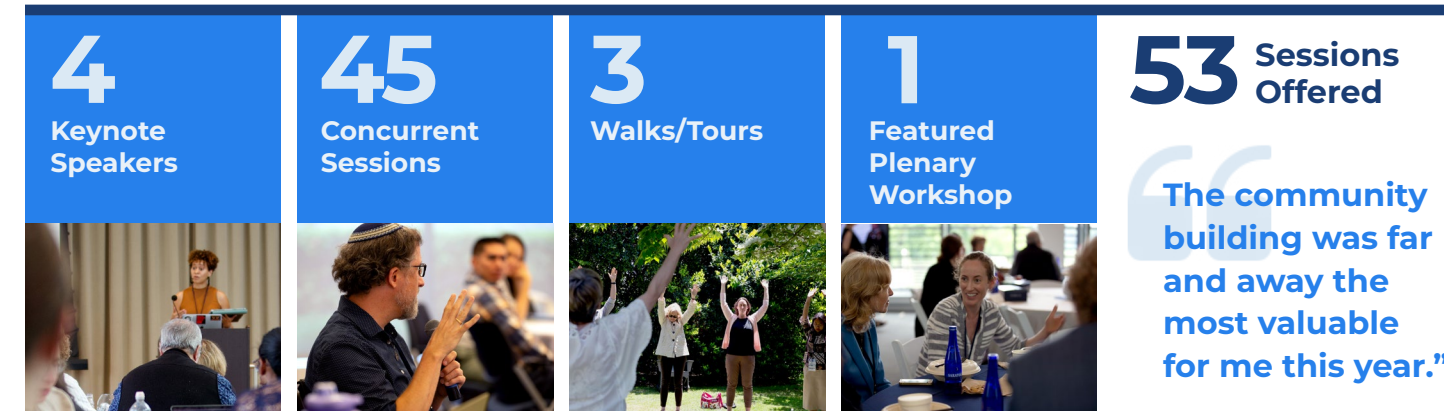 4
Keynote
Speakers
45
Concurrent
Sessions
3
Walks/Tours
1
Featured
Plenary
Workshop
53 Sessions
Offered
“
The community
building was far
and away the
most valuable
for me this year.”